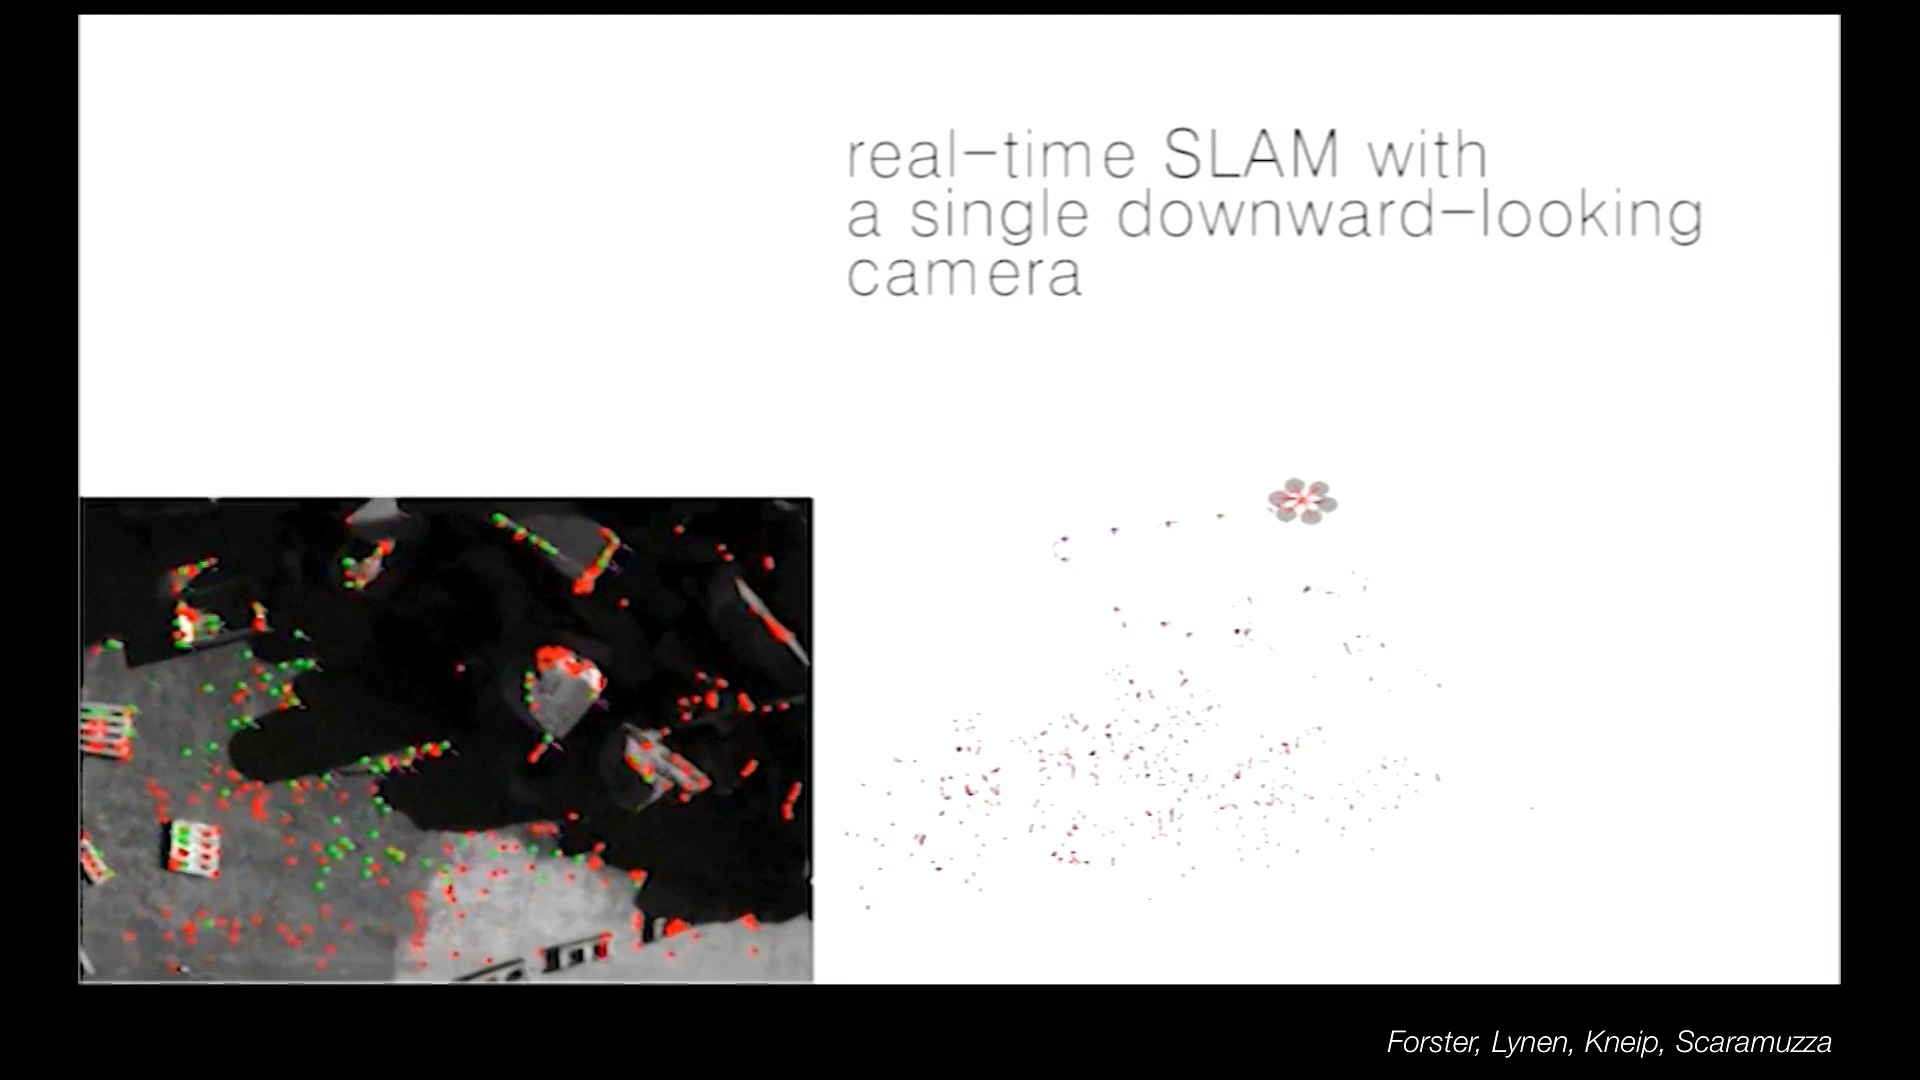 real-time SLAM with
a single downward-looking
camera
Forster, Lynen, Kneip, Scaramuzza